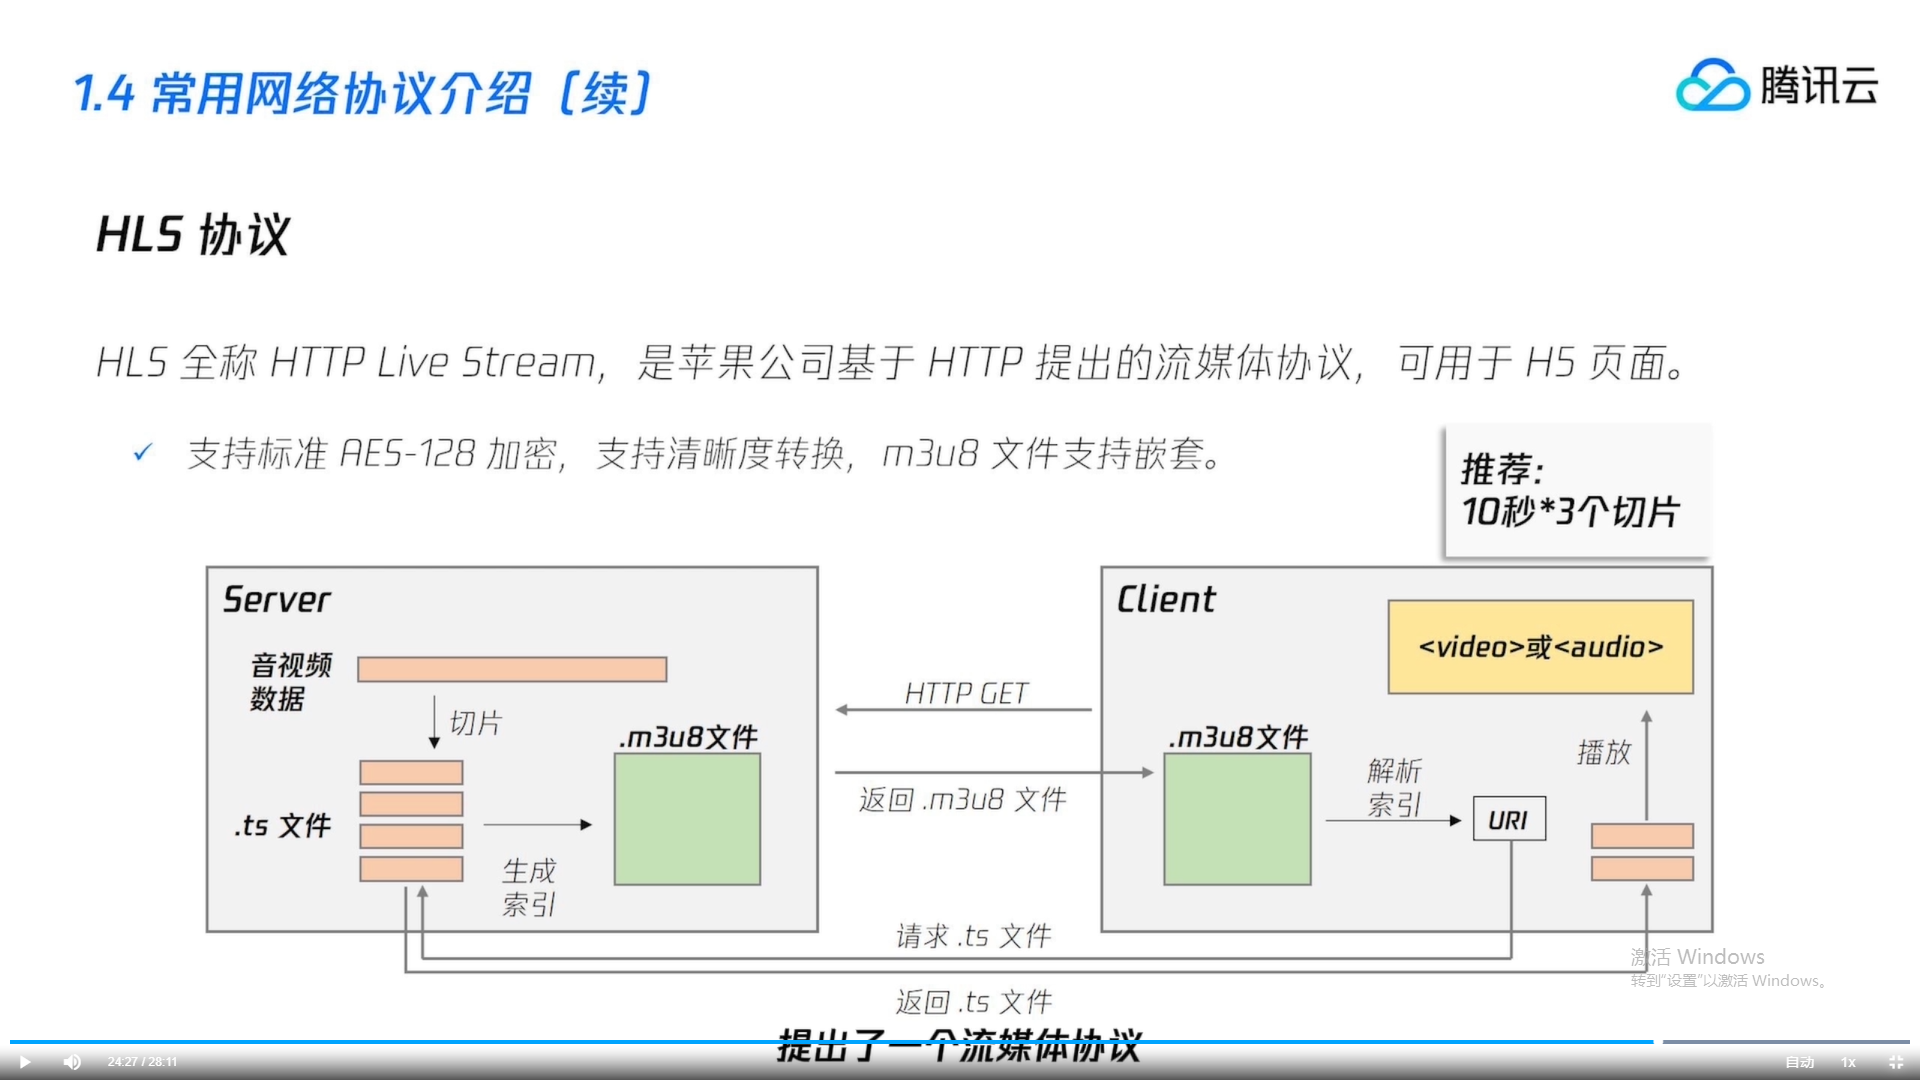 1.4 常用网络协议介绍（续）
腾讯云
HLS 协议
HLS 全称 HTTP Live Stream，是苹果公司基于 HTTP 提出的流媒体协议，可用于 H5 页面。
✓ 支持标准 AES-128 加密，支持清晰度转换，m3u8 文件支持嵌套。
推荐:
10秒*3个切片
Server
音视频
数据
切片
.ts 文件
生成
索引
.m3u8文件
HTTP GET
返回 .m3u8 文件
Client
<video>或<audio>
.m3u8文件
解析
索引
URI
播放
请求 .ts 文件
返回 .ts 文件
激活 Windows
转到“设置”以激活 Windows。
提出了一个流媒体协议
24:27 / 28:11
自动
1x